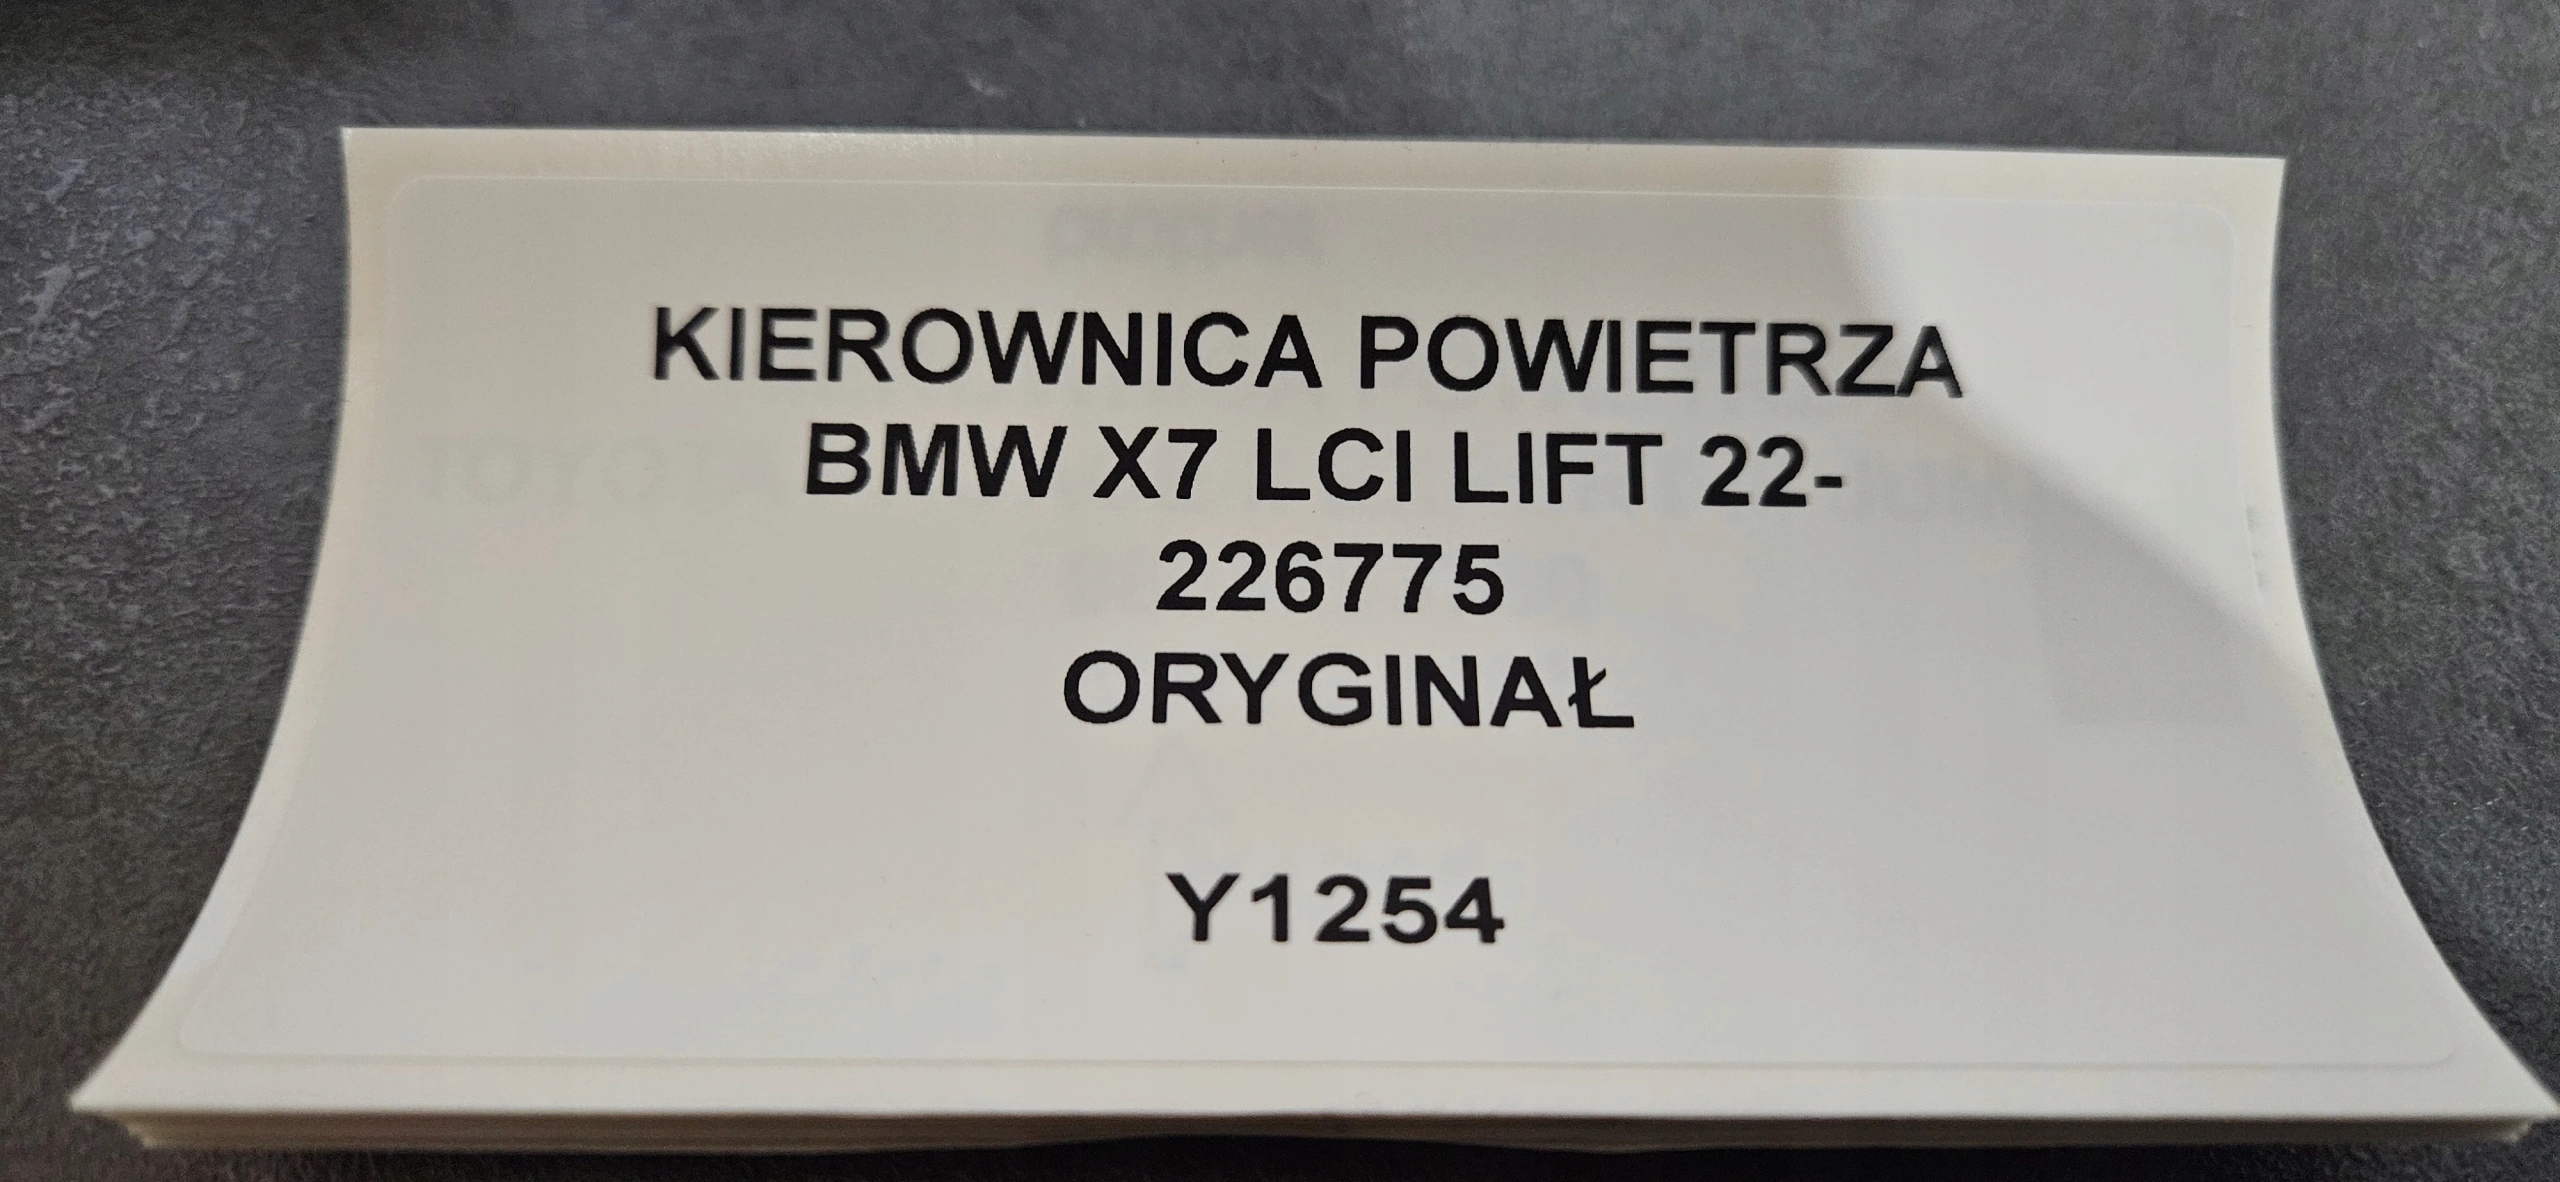 KIEROWNICA POWIETRZA
BMW X7 LCI LIFT 22-
226775
ORYGINAŁ
Y1254